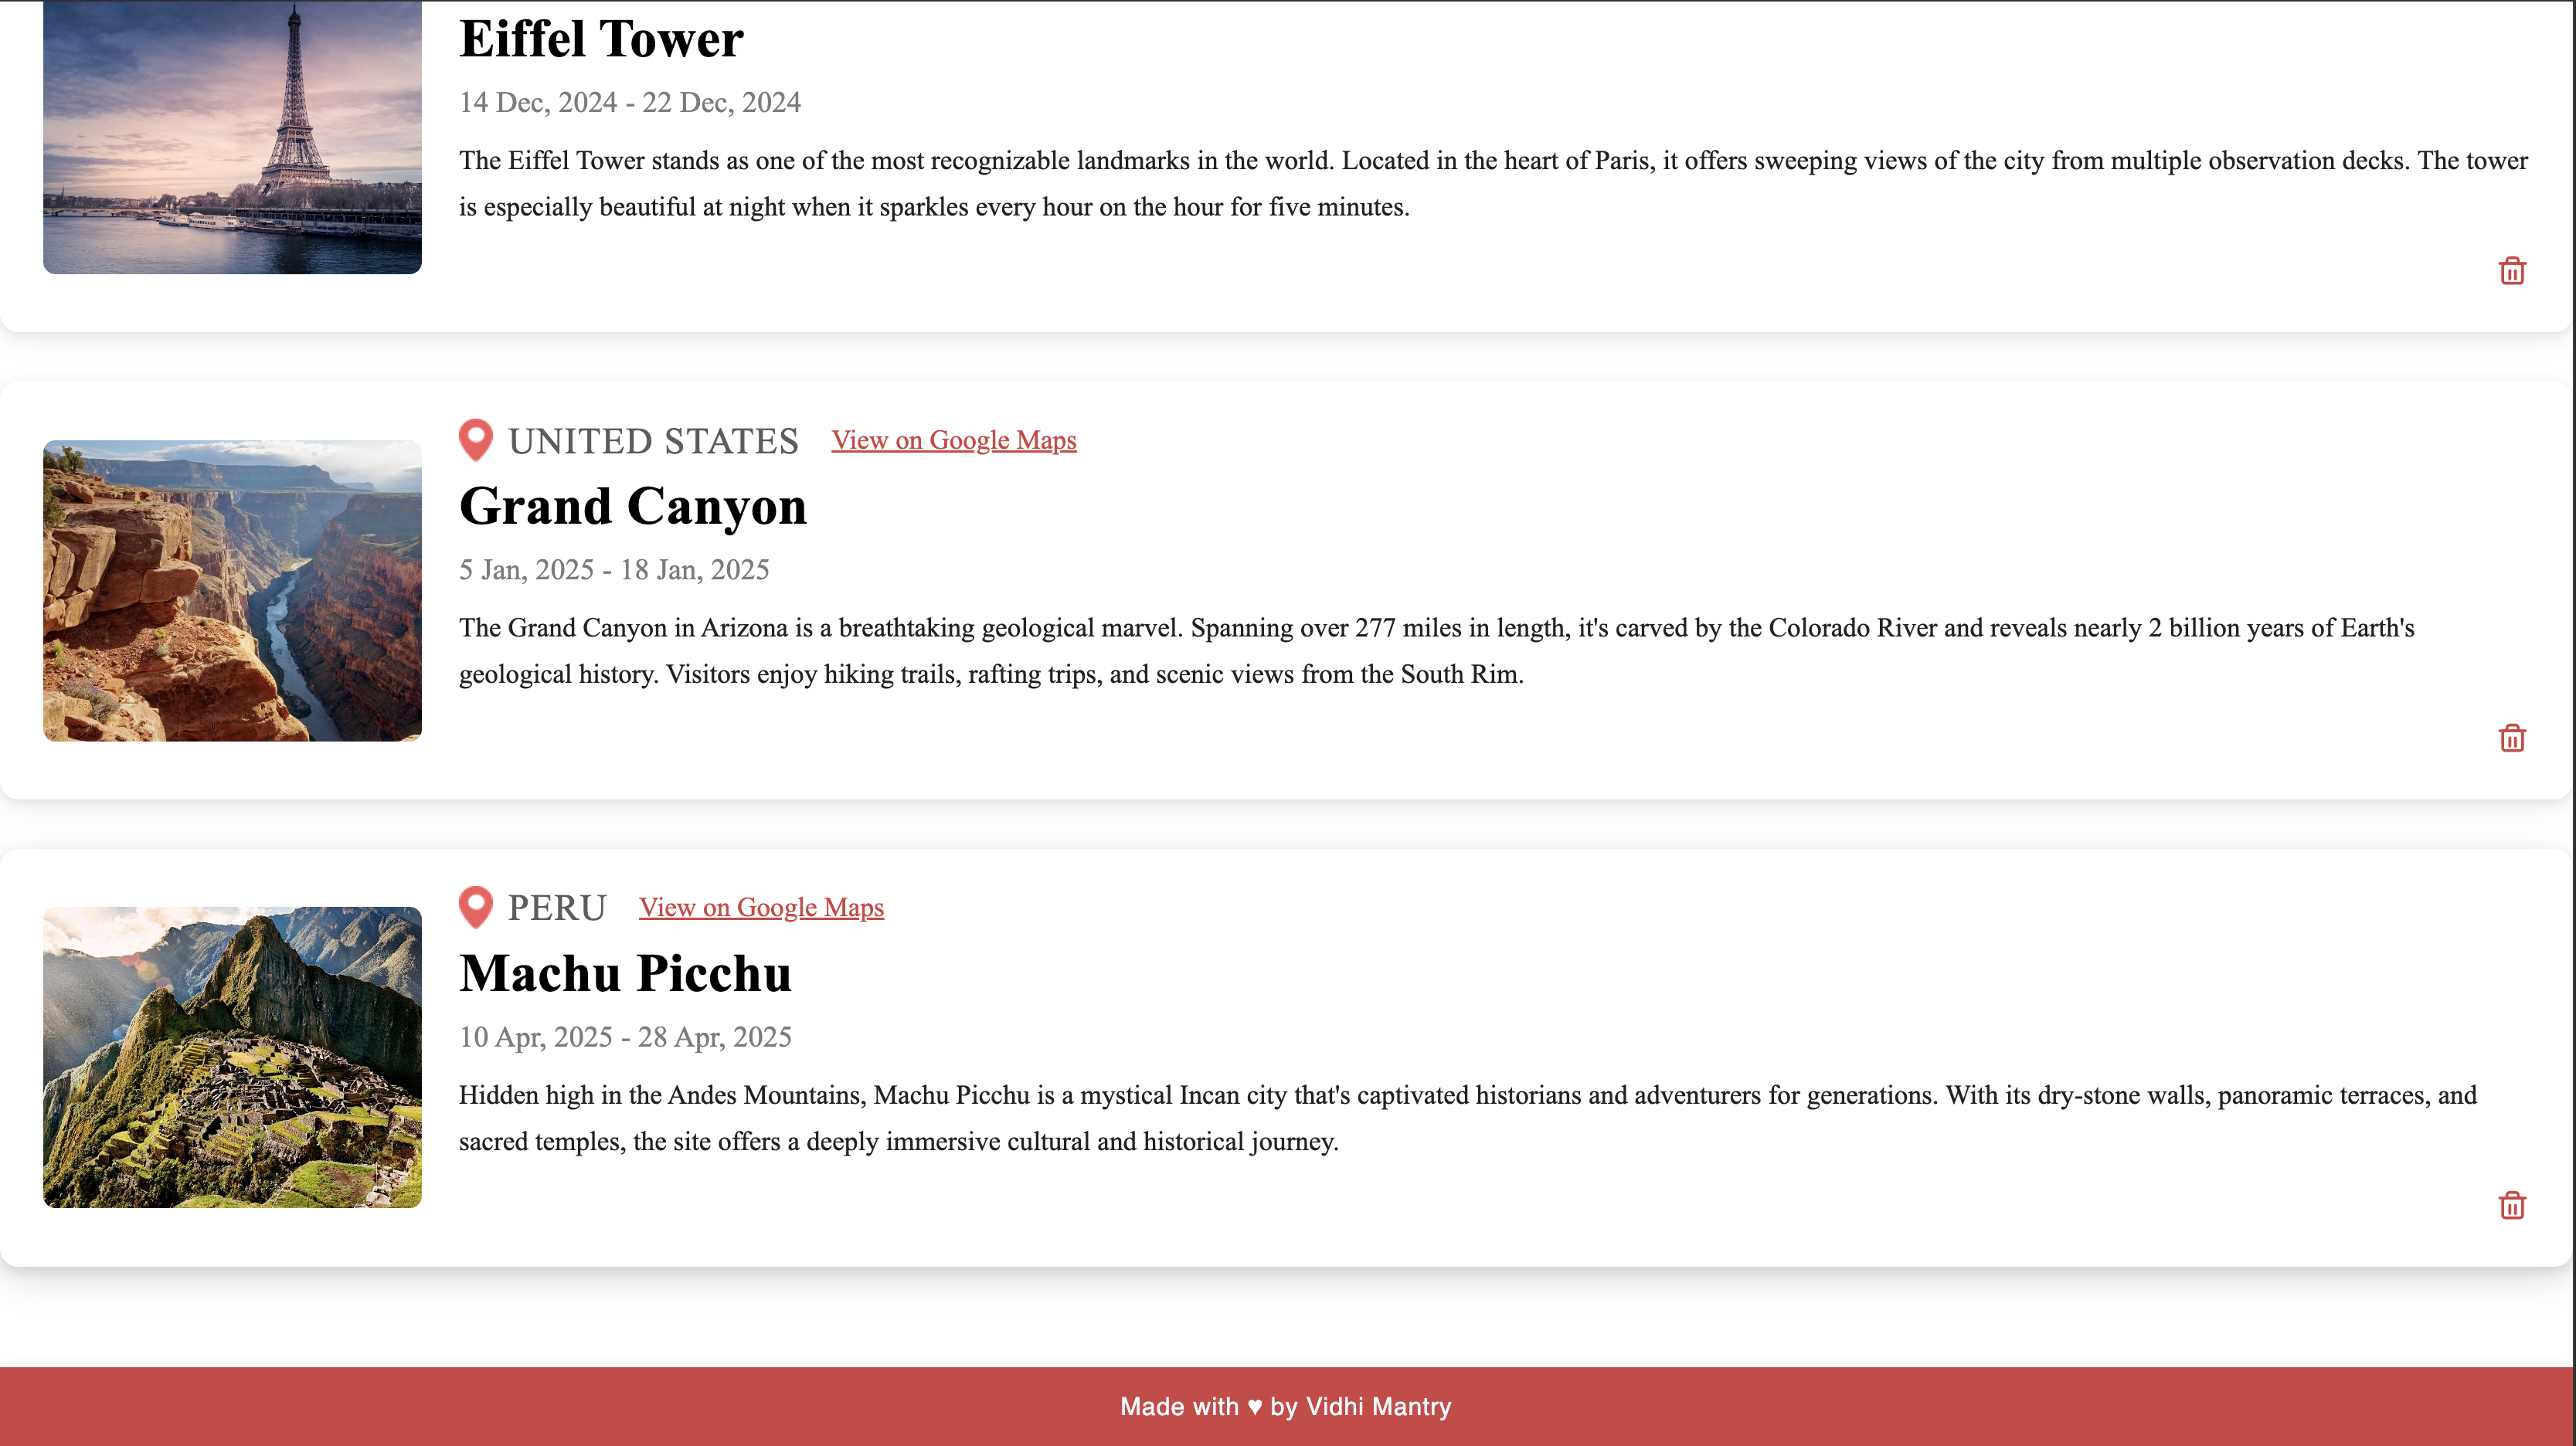 Eiffel Tower
14 Dec, 2024 - 22 Dec, 2024
The Eiffel Tower stands as one of the most recognizable landmarks in the world. Located in the heart of Paris, it offers sweeping views of the city from multiple observation decks. The tower
is especially beautiful at night when it sparkles every hour on the hour for five minutes.
UNITED STATES View on Google Maps
Grand Canyon
5 Jan, 2025 - 18 Jan, 2025
The Grand Canyon in Arizona is a breathtaking geological marvel. Spanning over 277 miles in length, it's carved by the Colorado River and reveals nearly 2 billion years of Earth's
geological history. Visitors enjoy hiking trails, rafting trips, and scenic views from the South Rim.
PERU View on Google Maps
Machu Picchu
10 Apr, 2025 - 28 Apr, 2025
Hidden high in the Andes Mountains, Machu Picchu is a mystical Incan city that's captivated historians and adventurers for generations. With its dry-stone walls, panoramic terraces, and
sacred temples, the site offers a deeply immersive cultural and historical journey.
Made with ♥ by Vidhi Mantry